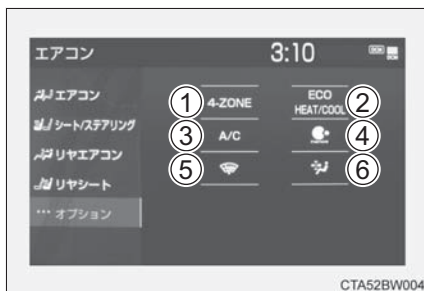 エアコン 3:10
エアコン
シート/ステアリング
リヤエアコン
リヤシート
… オプション
① 4-ZONE
ECO HEAT/COOL ②
③ A/C
④
⑤
⑥
CTA52BW004